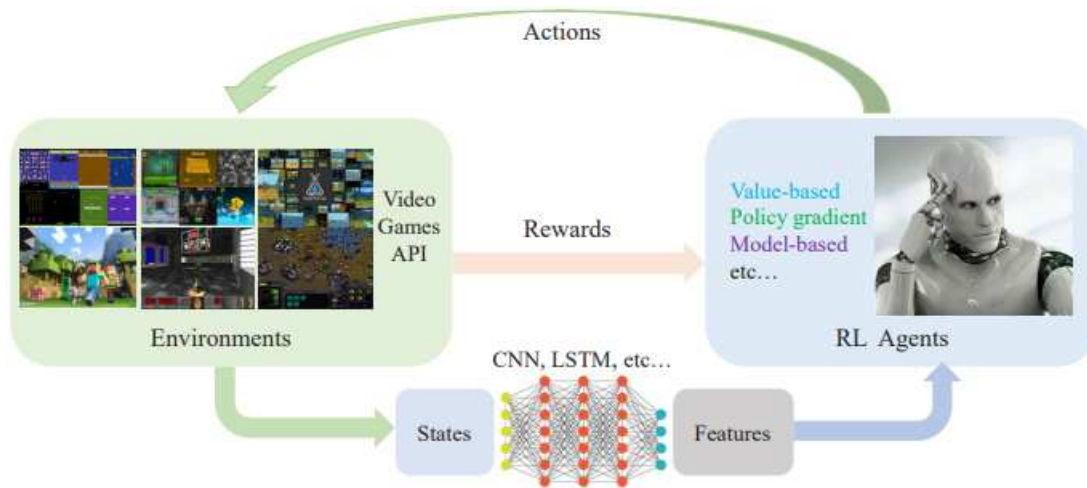 Actions
Video
Games
API
Environments
Rewards
Value-based
Policy gradient
Model-based
etc…
RL Agents
CNN, LSTM, etc…
States
Features